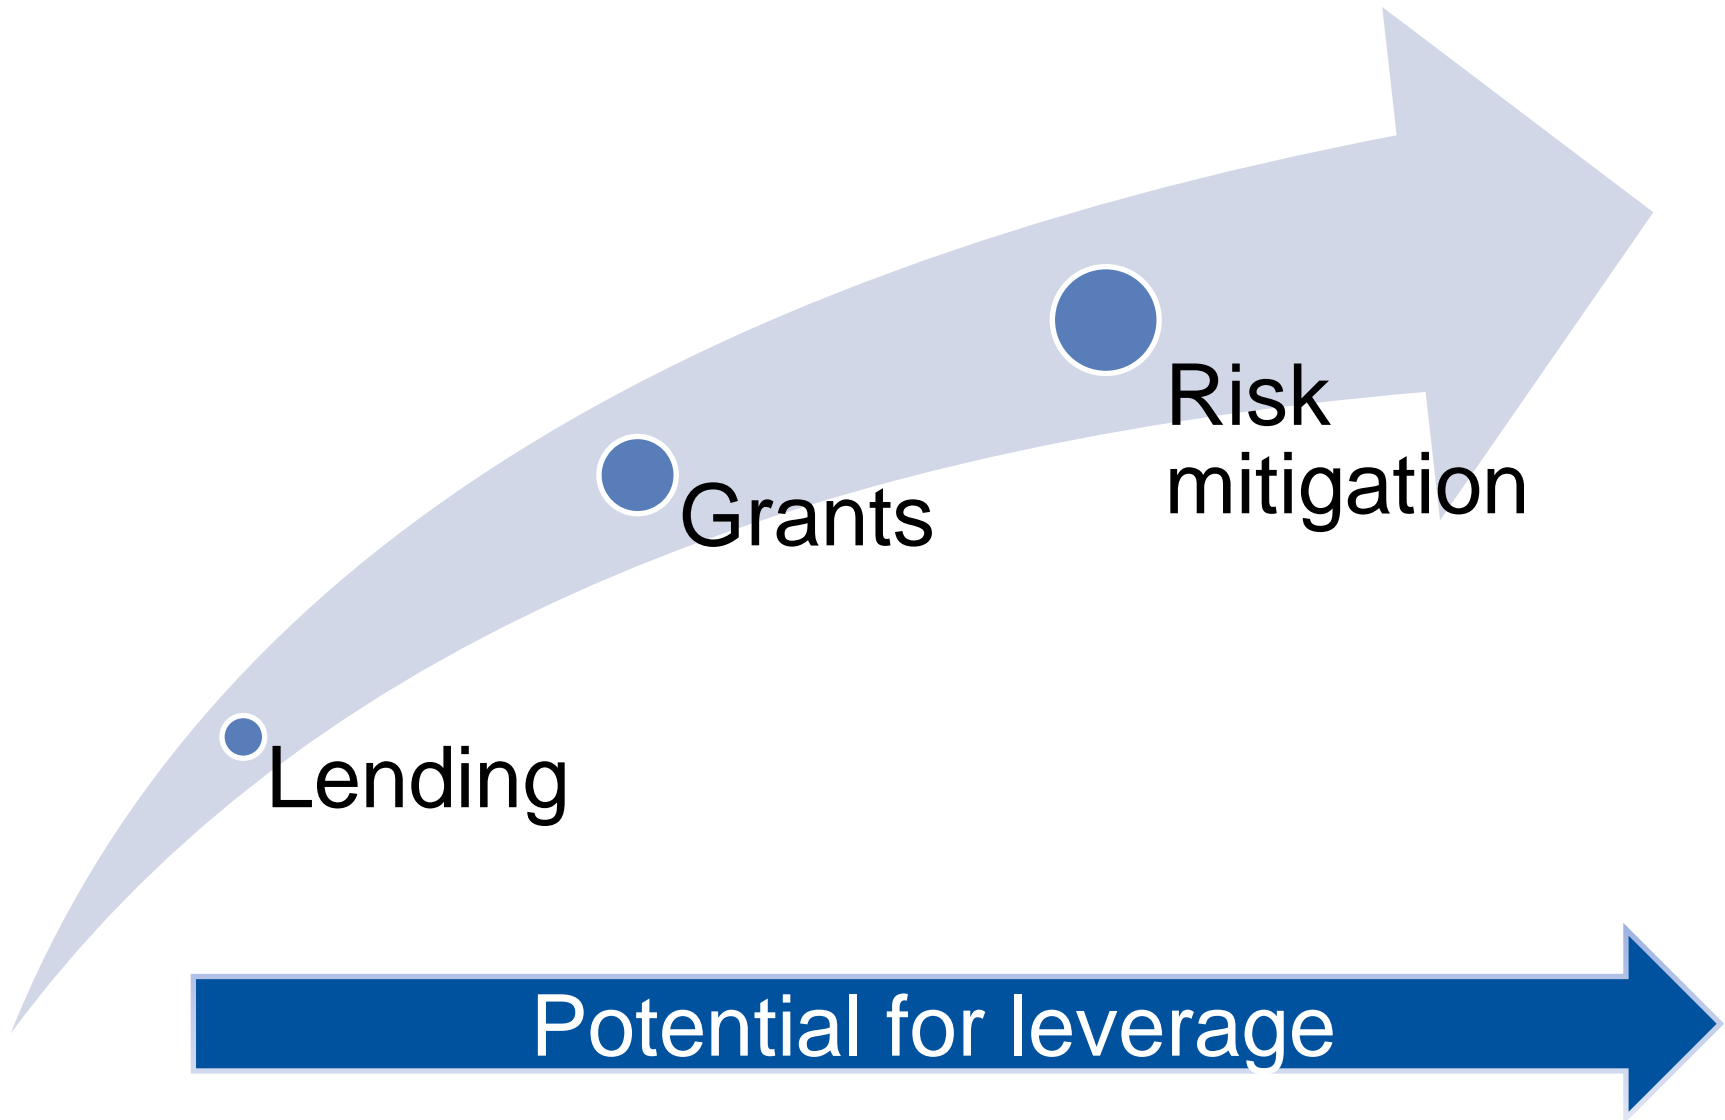 Risk
mitigation
Grants
Lending
Potential for leverage